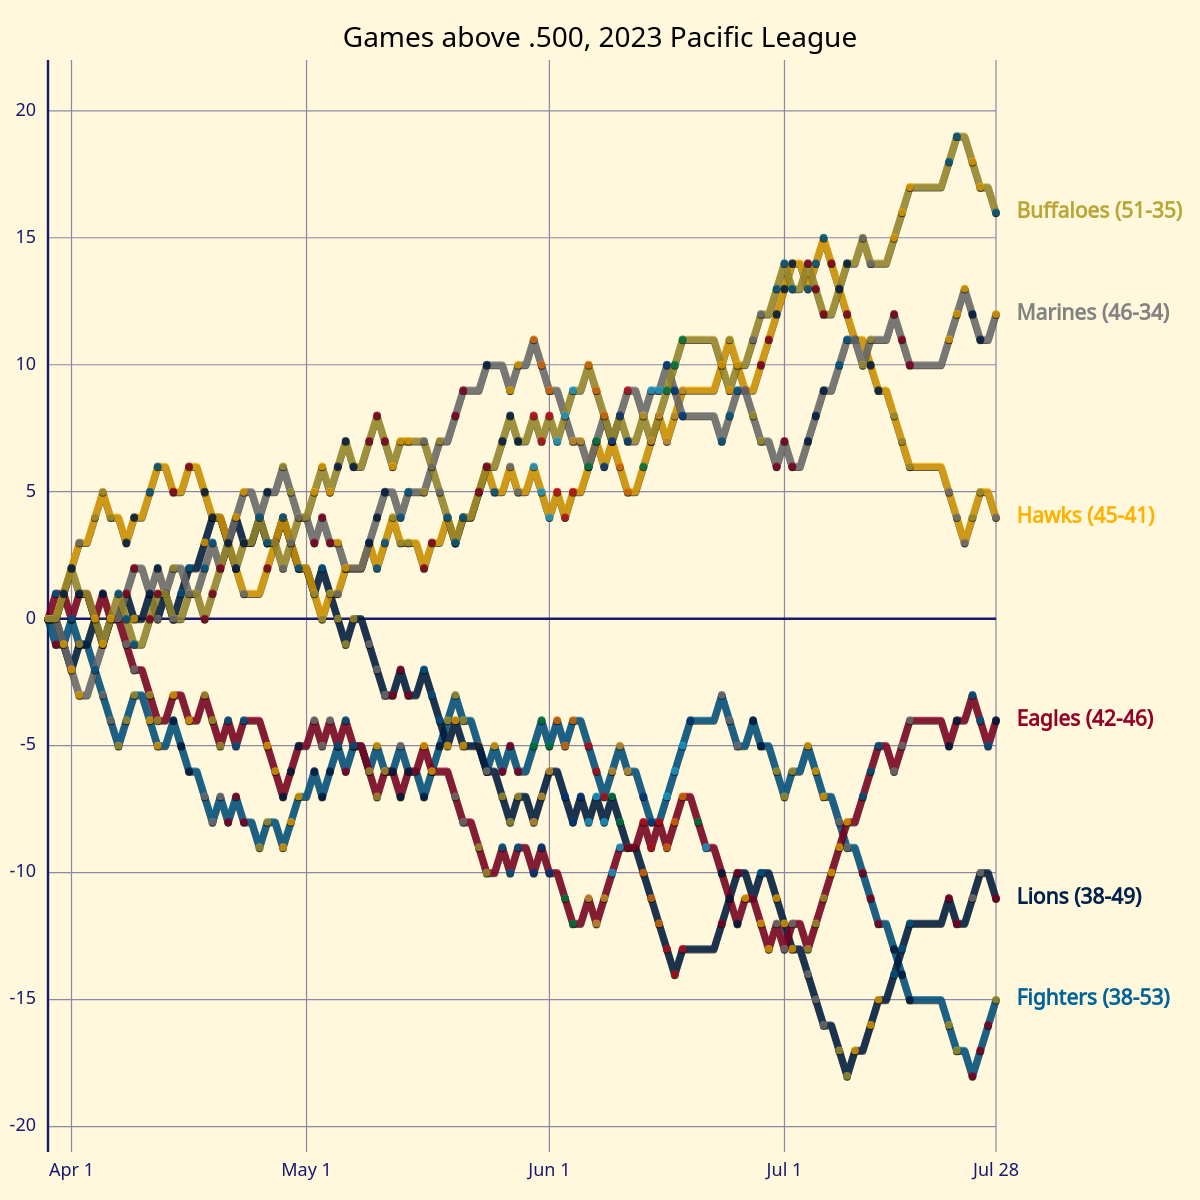 Games above .500, 2023 Pacific League
20
15
10
5
0
-5
-10
-15
-20
Buffaloes (51-35)
Marines (46-34)
Hawks (45-41)
Eagles (42-46)
Lions (38-49)
Fighters (38-53)
Apr 1
May 1
Jun 1
Jul 1
Jul 28